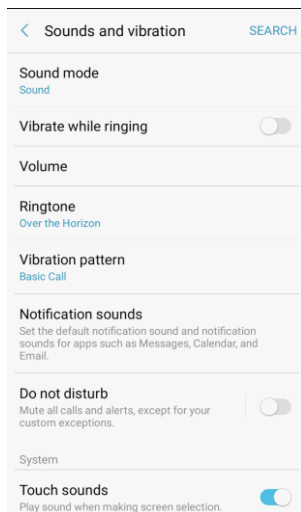 Sounds and vibration
SEARCH
Sound mode
Sound
Vibrate while ringing
Volume
Ringtone
Over the Horizon
Vibration pattern
Basic Call
Notification sounds
Set the default notification sound and notification
sounds for apps such as Messages, Calendar, and
Email.
Do not disturb
Mute all calls and alerts, except for your
custom exceptions.
System
Touch sounds
Play sound when making screen selection.